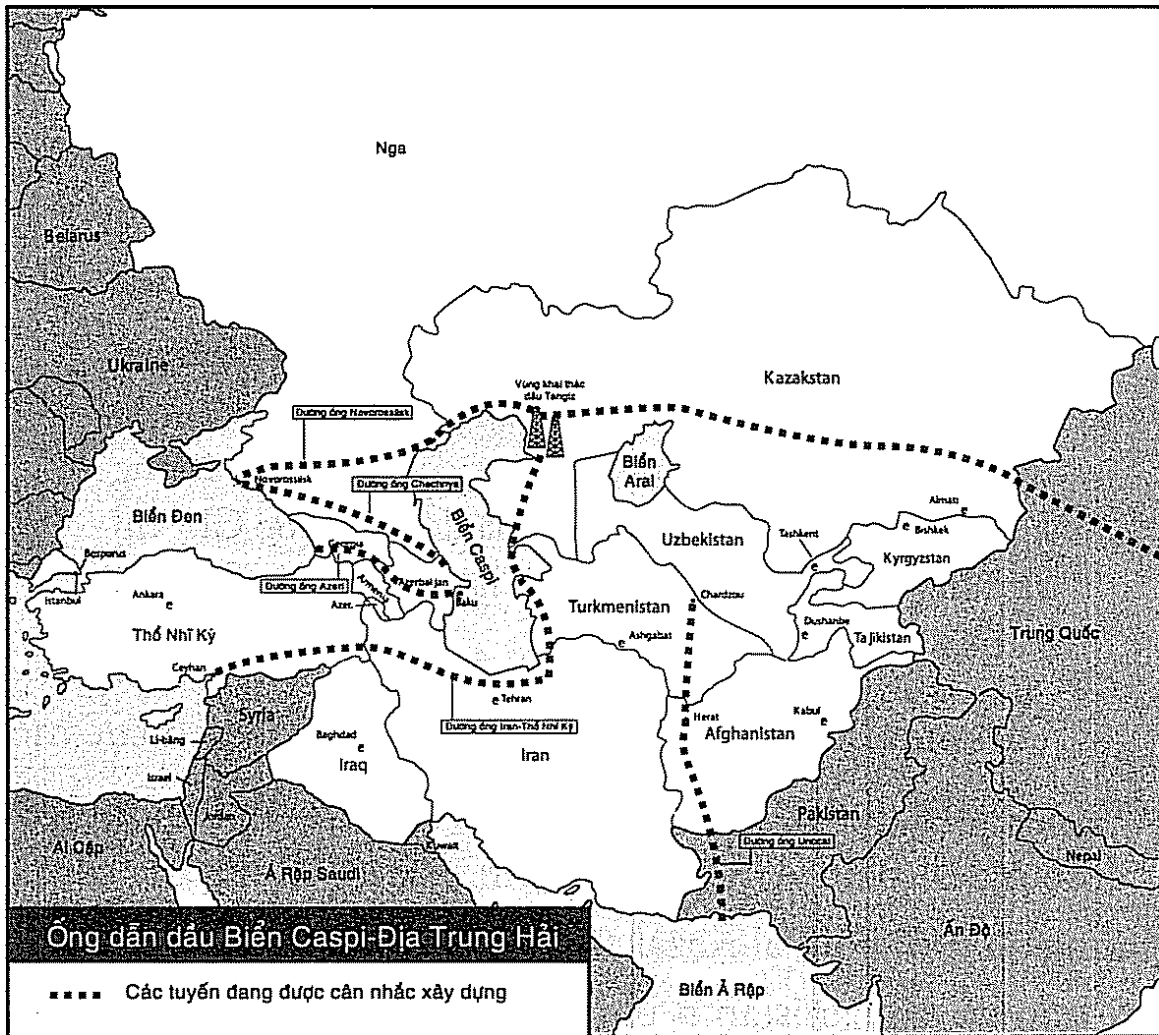 Nga
Belarus
Ukraine
Kazakstan
Vùng khai thác
dầu Tangiz
Đường ống Novorossisk
Novorossisk
Đường ống Chechnya
Biển
Aral
Biển Đen
Biển Caspi
Almati
Bishkek
Tashkent
Uzbekistan
Kyrgyzstan
Bosporus
Istanbul
Ankara
Đường ống Azeri
Armenia
Azerbaijan
Azer.
Baku
Turkmenistan
Chardzou
Dushanbe
Tajikistan
Trung Quốc
Thổ Nhĩ Kỳ
Ashgabat
Ceyhan
Tehran
Syria
Herat
Kabul
Afghanistan
Đường ống Iran-Thổ Nhĩ Kỳ
Li-băng
Baghdad
Iraq
Iran
Israel
Jordan
Pakistan
Đường ống Unocal
Kuwait
Nepal
Ai Cập
Ả Rập Saudi
Ấn Độ
Biển Ả Rập
Ống dẫn dầu Biển Caspi-Địa Trung Hải
Các tuyến đang được cân nhắc xây dựng